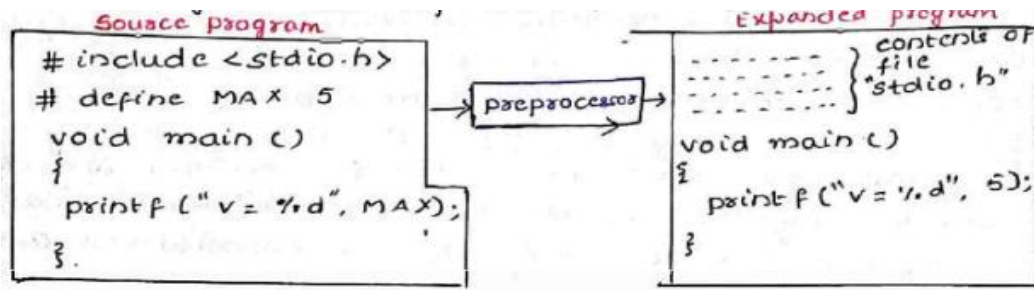 Source program
# include <stdio.h>
# define MAX 5
void main ()
{
printf ("v = %d", MAX);
}
preprocessor
Expanded program
contents of
file
"stdio.h"
void main ()
{
printf ("v = %d", 5);
}